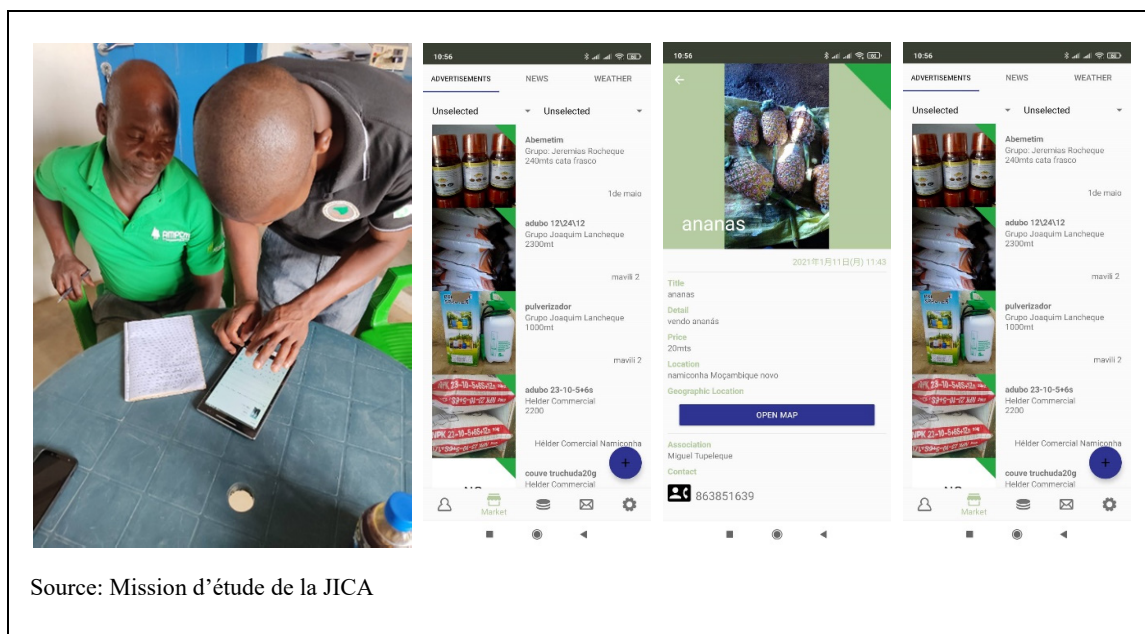 AMPCM
10:56
ADVERTISEMENTS NEWS WEATHER
Unselected Unselected
Abemetim
Grupo: Jeremias Rocheque
240mts cata frasco
1de maio
adubo 12\24\12
Grupo Joaquim Lancheque
2300mt
mavili 2
pulverizador
Grupo Joaquim Lancheque
1000mt
mavili 2
adubo 23-10-5+6s
Helder Commercial
2200
Hélder Comercial Namiconha
couve truchuda20g
Helder Commercial
Market
10:56
ananas
2021年1月11日(月) 11:43
Title
ananas
Detail
vendo ananás
Price
20mts
Location
namiconha Moçambique novo
Geographic Location
OPEN MAP
Association
Miguel Tupeleque
Contact
863851639
10:56
ADVERTISEMENTS NEWS WEATHER
Unselected Unselected
Abemetim
Grupo: Jeremias Rocheque
240mts cata frasco
1de maio
adubo 12\24\12
Grupo Joaquim Lancheque
2300mt
mavili 2
pulverizador
Grupo Joaquim Lancheque
1000mt
mavili 2
adubo 23-10-5+6s
Helder Commercial
2200
Hélder Comercial Namiconha
couve truchuda20g
Helder Commercial
Market
Source: Mission d'étude de la JICA